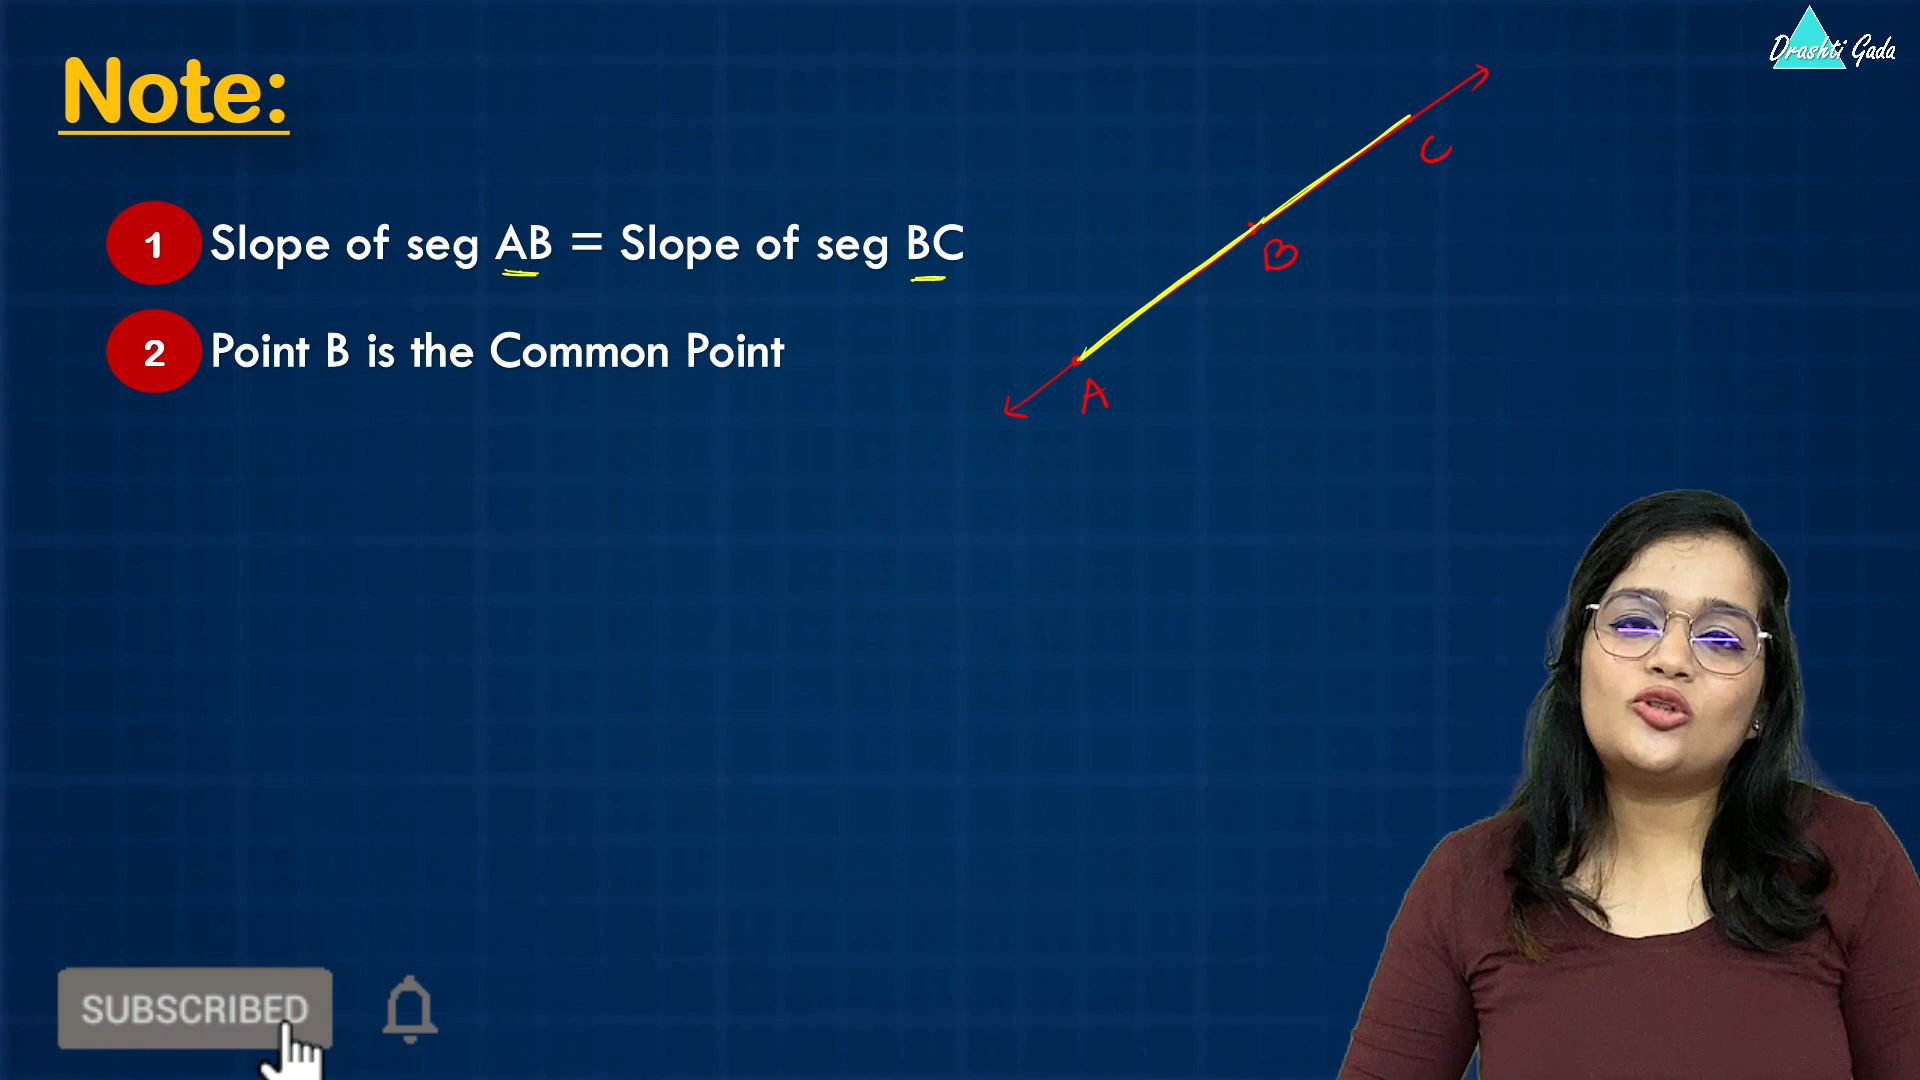 Drashti Gada
Note:
1 Slope of seg AB = Slope of seg BC
2 Point B is the Common Point
C
B
A
SUBSCRIBED